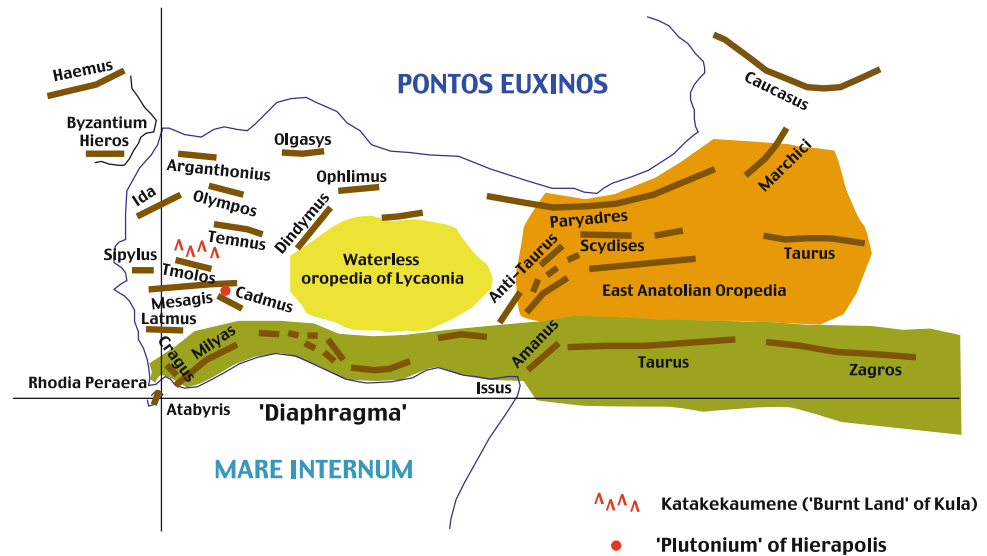 Haemus
PONTOS EUXINOS
Caucasus
Byzantium
Hieros
Olgasys
Arganthonius
Marchici
Ophlimus
Ida
Olympos
Dindymus
Paryadres
Temnus
Scydises
Sipylus
Waterless
oropedia of Lycaonia
Anti-Taurus
Taurus
Tmolos
Mesagis
Cadmus
East Anatolian Oropedia
Latmus
Cragus
Milyas
Amanus
Taurus
Zagros
Rhodia Peraera
Issus
Atabyris
'Diaphragma'
MARE INTERNUM
Katakekaumene ('Burnt Land' of Kula)
'Plutonium' of Hierapolis